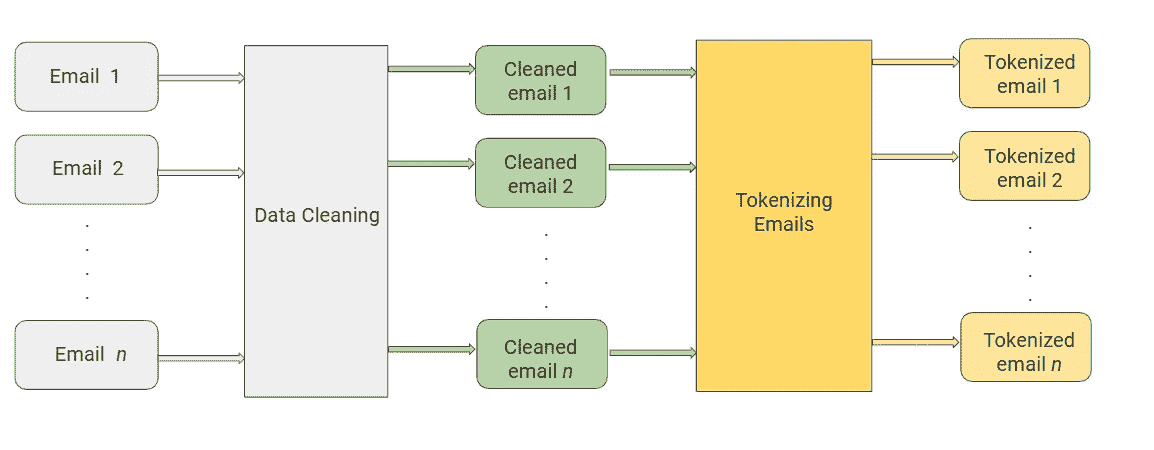 Email 1
Email 2
Email n
Data Cleaning
Cleaned
email 1
Cleaned
email 2
Cleaned
email n
Tokenizing
Emails
Tokenized
email 1
Tokenized
email 2
Tokenized
email n